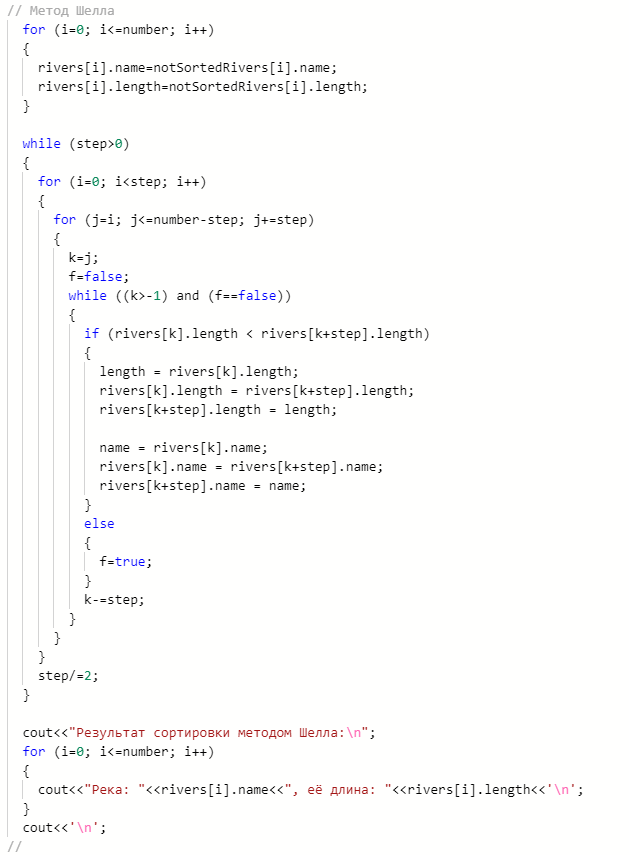 // Метод Шелла
for (i=0; i<=number; i++)
{
rivers[i].name=notSortedRivers[i].name;
rivers[i].length=notSortedRivers[i].length;
}
while (step>0)
{
for (i=0; i<step; i++)
{
for (j=i; j<=number-step; j+=step)
{
k=j;
f=false;
while ((k>-1) and (f==false))
{
if (rivers[k].length < rivers[k+step].length)
{
length = rivers[k].length;
rivers[k].length = rivers[k+step].length;
rivers[k+step].length = length;
name = rivers[k].name;
rivers[k].name = rivers[k+step].name;
rivers[k+step].name = name;
}
else
{
f=true;
}
k-=step;
}
}
}
step/=2;
}
cout<<"Результат сортировки методом Шелла:\n";
for (i=0; i<=number; i++)
{
cout<<"Река: "<<rivers[i].name<<", её длина: "<<rivers[i].length<<'\n';
}
cout<<'\n';
//